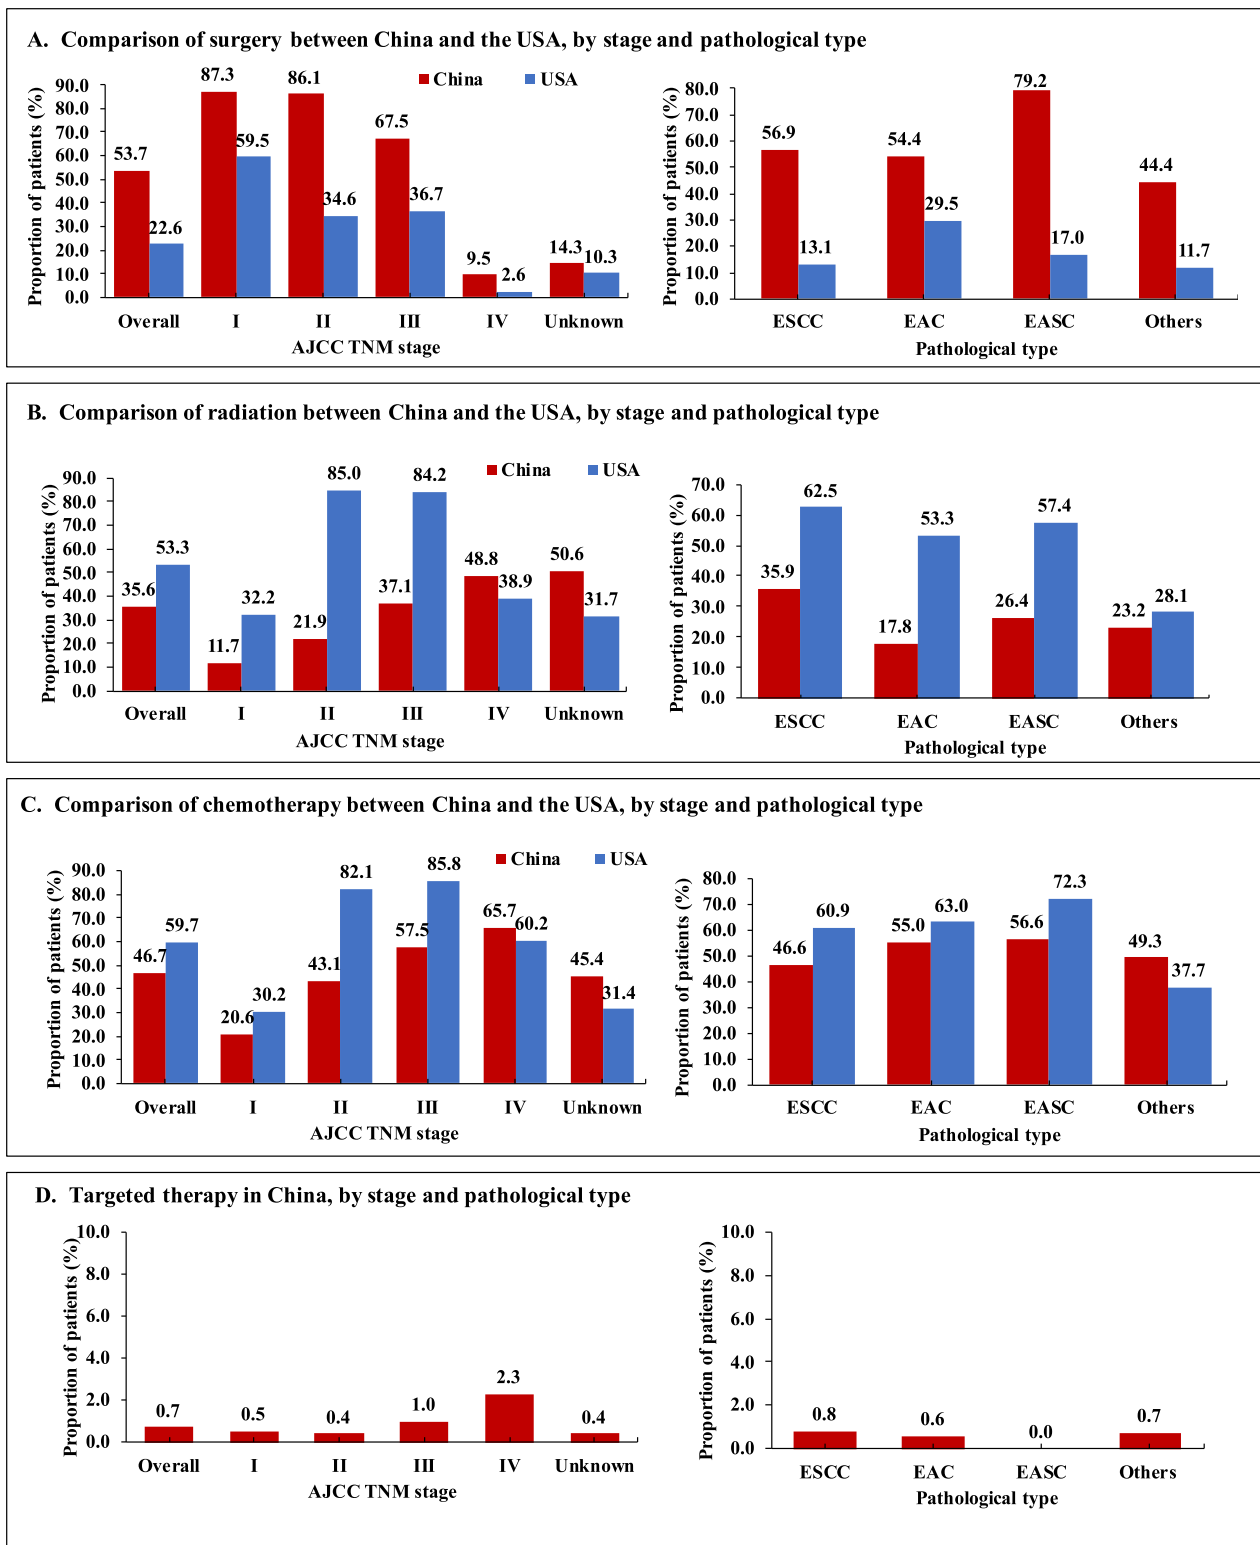 A. Comparison of surgery between China and the USA, by stage and pathological type
China
USA
Proportion of patients (%)
90.0
80.0
70.0
60.0
50.0
40.0
30.0
20.0
10.0
0.0
53.7
22.6
87.3
59.5
86.1
34.6
67.5
36.7
9.5
2.6
14.3
10.3
Overall
I
II
III
IV
Unknown
AJCC TNM stage
Proportion of patients (%)
80.0
70.0
60.0
50.0
40.0
30.0
20.0
10.0
0.0
56.9
13.1
54.4
29.5
79.2
17.0
44.4
11.7
ESCC
EAC
EASC
Others
Pathological type
B. Comparison of radiation between China and the USA, by stage and pathological type
China
USA
Proportion of patients (%)
90.0
80.0
70.0
60.0
50.0
40.0
30.0
20.0
10.0
0.0
35.6
53.3
11.7
32.2
21.9
85.0
37.1
84.2
48.8
38.9
50.6
31.7
Overall
I
II
III
IV
Unknown
AJCC TNM stage
Proportion of patients (%)
70.0
60.0
50.0
40.0
30.0
20.0
10.0
0.0
35.9
62.5
17.8
53.3
26.4
57.4
23.2
28.1
ESCC
EAC
EASC
Others
Pathological type
C. Comparison of chemotherapy between China and the USA, by stage and pathological type
China
USA
Proportion of patients (%)
90.0
80.0
70.0
60.0
50.0
40.0
30.0
20.0
10.0
0.0
46.7
59.7
20.6
30.2
43.1
82.1
57.5
85.8
65.7
60.2
45.4
31.4
Overall
I
II
III
IV
Unknown
AJCC TNM stage
Proportion of patients (%)
80.0
70.0
60.0
50.0
40.0
30.0
20.0
10.0
0.0
46.6
60.9
55.0
63.0
56.6
72.3
49.3
37.7
ESCC
EAC
EASC
Others
Pathological type
D. Targeted therapy in China, by stage and pathological type
Proportion of patients (%)
10.0
8.0
6.0
4.0
2.0
0.0
0.7
0.5
0.4
1.0
2.3
0.4
Overall
I
II
III
IV
Unknown
AJCC TNM stage
Proportion of patients (%)
10.0
8.0
6.0
4.0
2.0
0.0
0.8
0.6
0.0
0.7
ESCC
EAC
EASC
Others
Pathological type